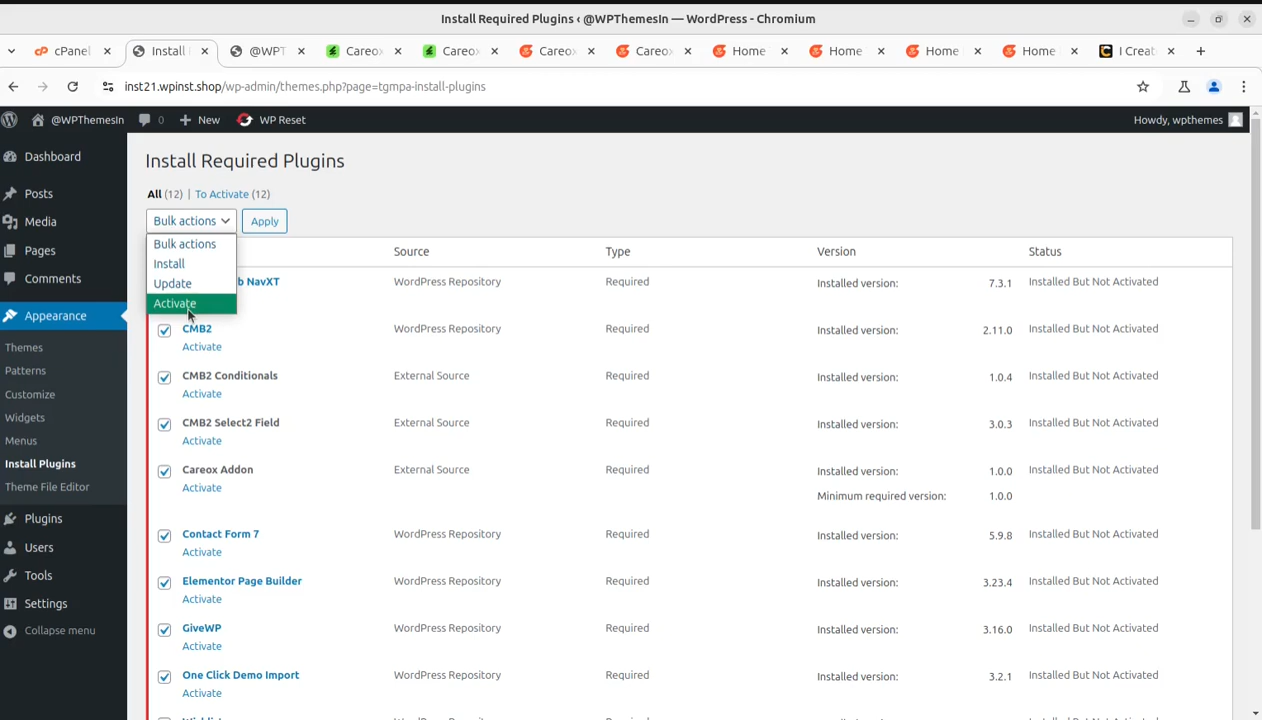 Install Required Plugins ‹ @WPThemesIn — WordPress - Chromium
cPanel
Install
@WPT
Careox
Careox
Careox
Careox
Home
Home
Home
Home
I Creat
inst21.wpinst.shop/wp-admin/themes.php?page=tgmpa-install-plugins
@WPThemesIn
0
New
WP Reset
Howdy, wpthemes
Dashboard
Posts
Media
Pages
Comments
Appearance
Themes
Patterns
Customize
Widgets
Menus
Install Plugins
Theme File Editor
Plugins
Users
Tools
Settings
Collapse menu
Install Required Plugins
All (12) | To Activate (12)
Bulk actions
Apply
Bulk actions
Install
Update
Activate
Source
Type
Version
Status
b NavXT
WordPress Repository
Required
Installed version: 7.3.1
Installed But Not Activated
CMB2
WordPress Repository
Required
Installed version: 2.11.0
Installed But Not Activated
Activate
CMB2 Conditionals
External Source
Required
Installed version: 1.0.4
Installed But Not Activated
Activate
CMB2 Select2 Field
External Source
Required
Installed version: 3.0.3
Installed But Not Activated
Activate
Careox Addon
External Source
Required
Installed version: 1.0.0
Installed But Not Activated
Activate
Minimum required version: 1.0.0
Contact Form 7
WordPress Repository
Required
Installed version: 5.9.8
Installed But Not Activated
Activate
Elementor Page Builder
WordPress Repository
Required
Installed version: 3.23.4
Installed But Not Activated
Activate
GiveWP
WordPress Repository
Required
Installed version: 3.16.0
Installed But Not Activated
Activate
One Click Demo Import
WordPress Repository
Required
Installed version: 3.2.1
Installed But Not Activated
Activate